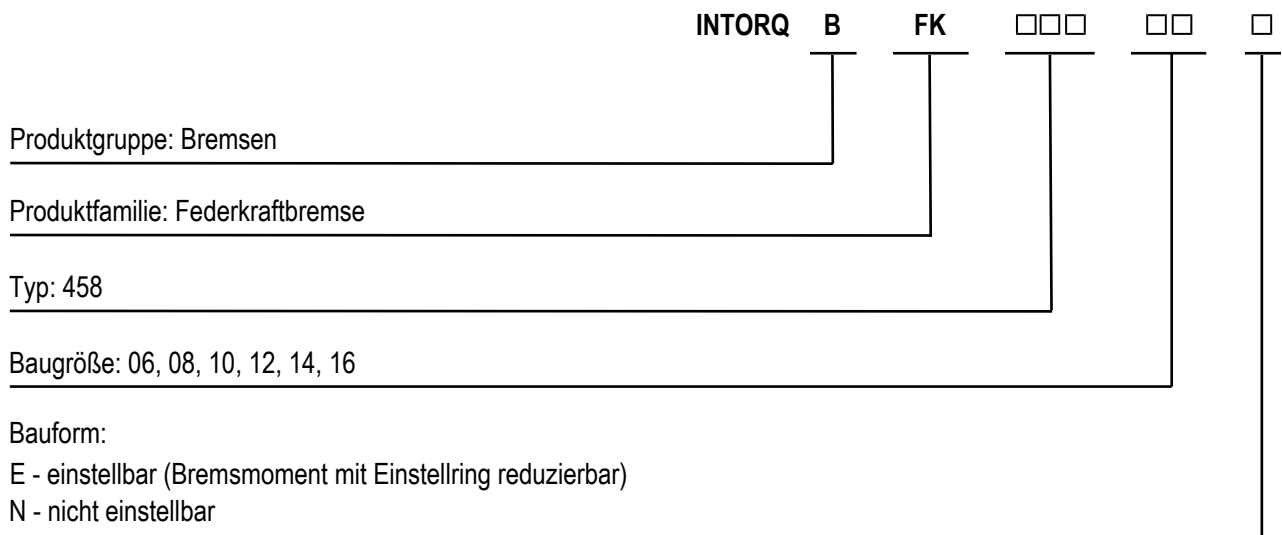 INTORQ B FK □□□ □□ □
Produktgruppe: Bremsen
Produktfamilie: Federkraftbremse
Typ: 458
Baugröße: 06, 08, 10, 12, 14, 16
Bauform:
E - einstellbar (Bremsmoment mit Einstellring reduzierbar)
N - nicht einstellbar